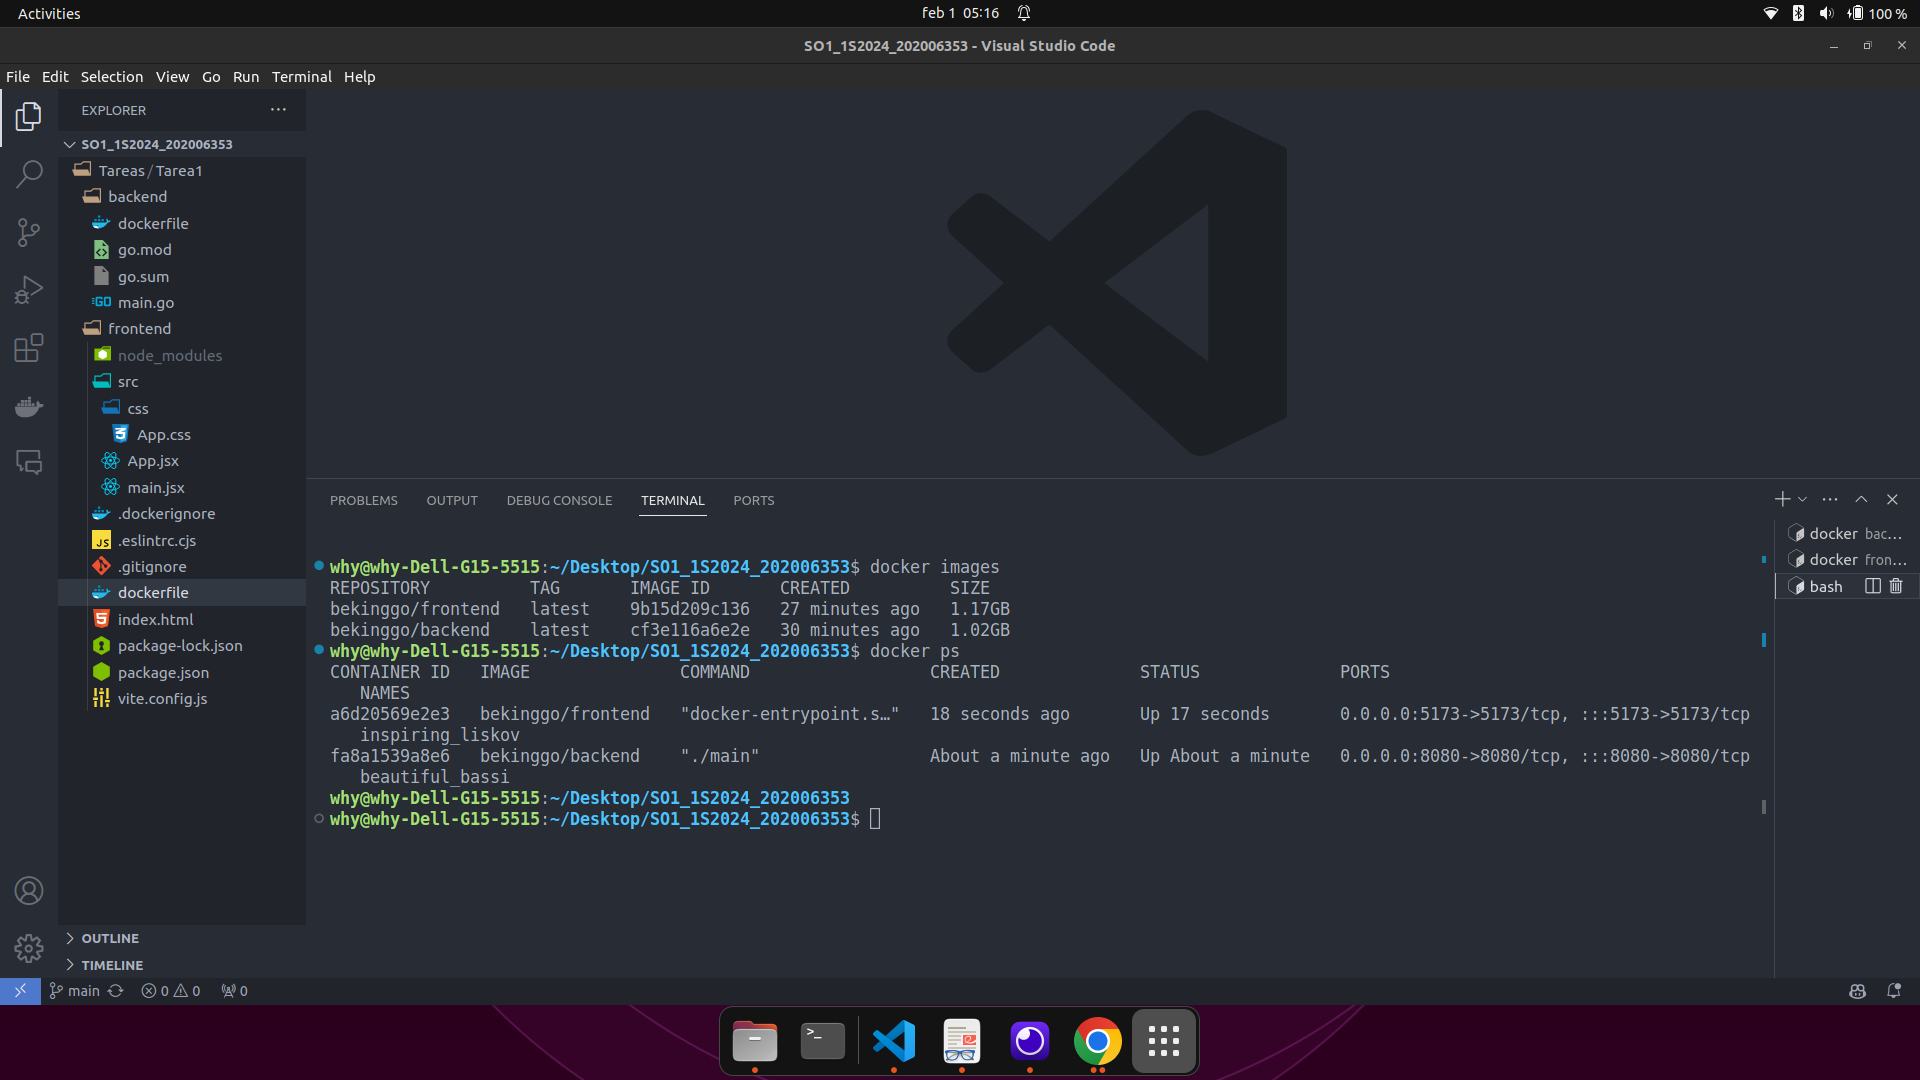 Activities
feb 1 05:16
100 %
SO1_1S2024_202006353 - Visual Studio Code
File Edit Selection View Go Run Terminal Help
EXPLORER
SO1_1S2024_202006353
Tareas / Tarea1
backend
dockerfile
go.mod
go.sum
GO main.go
frontend
node_modules
src
css
App.css
App.jsx
main.jsx
.dockerignore
JS .eslintrc.cjs
.gitignore
dockerfile
index.html
package-lock.json
package.json
vite.config.js
OUTLINE
TIMELINE
PROBLEMS OUTPUT DEBUG CONSOLE TERMINAL PORTS
why@why-Dell-G15-5515:~/Desktop/SO1_1S2024_202006353$ docker images
REPOSITORY TAG IMAGE ID CREATED SIZE
bekinggo/frontend latest 9b15d209c136 27 minutes ago 1.17GB
bekinggo/backend latest cf3e116a6e2e 30 minutes ago 1.02GB
why@why-Dell-G15-5515:~/Desktop/SO1_1S2024_202006353$ docker ps
CONTAINER ID IMAGE COMMAND CREATED STATUS PORTS
NAMES
a6d20569e2e3 bekinggo/frontend "docker-entrypoint.s…" 18 seconds ago Up 17 seconds 0.0.0.0:5173->5173/tcp, :::5173->5173/tcp
inspiring_liskov
fa8a1539a8e6 bekinggo/backend "./main" About a minute ago Up About a minute 0.0.0.0:8080->8080/tcp, :::8080->8080/tcp
beautiful_bassi
why@why-Dell-G15-5515:~/Desktop/SO1_1S2024_202006353
why@why-Dell-G15-5515:~/Desktop/SO1_1S2024_202006353$
docker bac...
docker fron...
bash
main 0 0 0